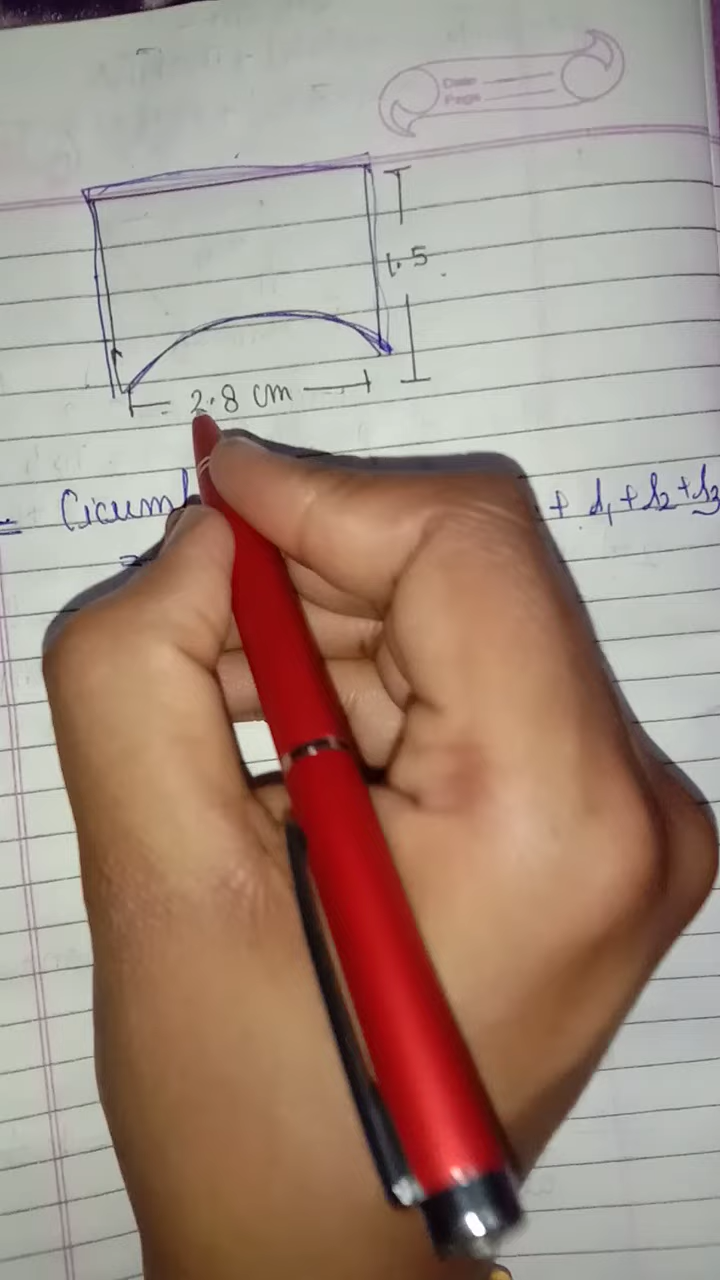 Date
Page
1.5
2.8 cm
= + s₁ + s₂ + s₃
=